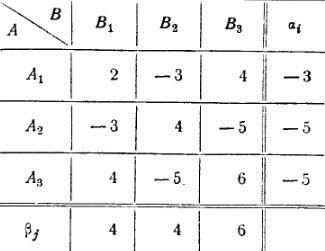 A B B₁ B₂ B₃ aᵢ
A₁ 2 —3 4 —3
A₂ —3 4 —5 —5
A₃ 4 —5 6 —5
βⱼ 4 4 6